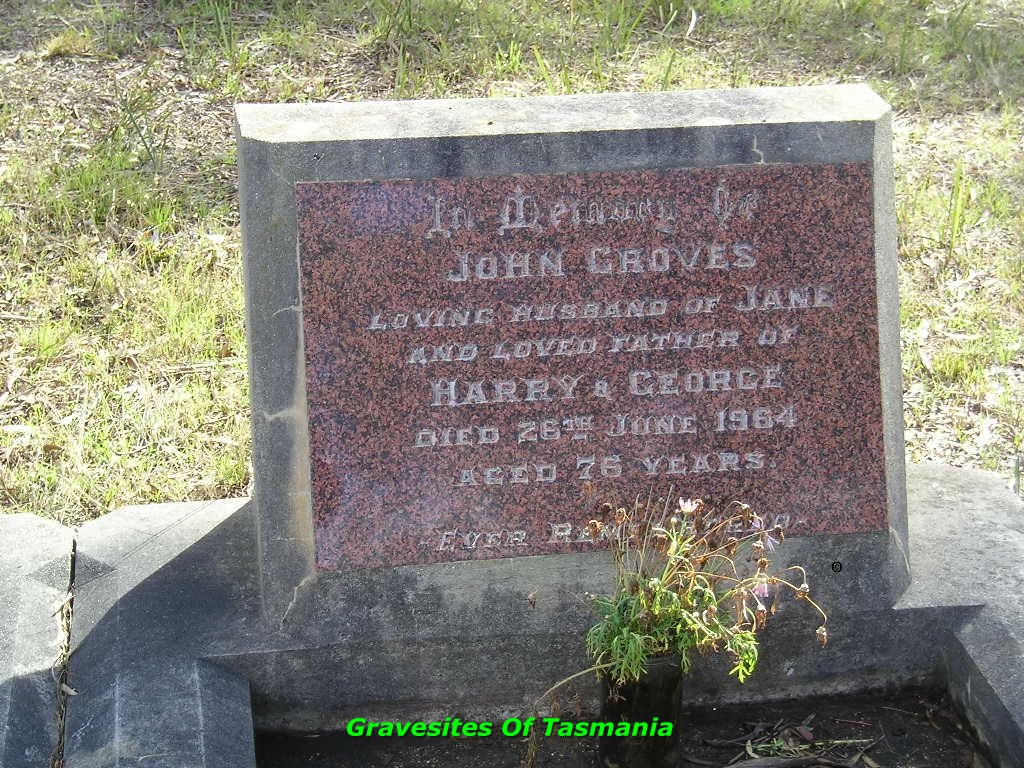 In Memory Of
JOHN GROVES
LOVING HUSBAND OF JANE
AND LOVED FATHER OF
HARRY & GEORGE
DIED 26TH JUNE 1964
AGED 76 YEARS.
-EVER
©
Gravesites Of Tasmania